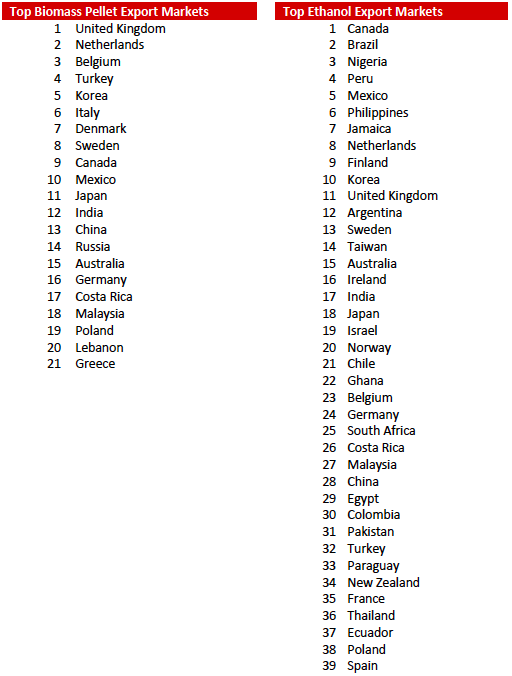 Top Biomass Pellet Export Markets
1 United Kingdom
2 Netherlands
3 Belgium
4 Turkey
5 Korea
6 Italy
7 Denmark
8 Sweden
9 Canada
10 Mexico
11 Japan
12 India
13 China
14 Russia
15 Australia
16 Germany
17 Costa Rica
18 Malaysia
19 Poland
20 Lebanon
21 Greece
Top Ethanol Export Markets
1 Canada
2 Brazil
3 Nigeria
4 Peru
5 Mexico
6 Philippines
7 Jamaica
8 Netherlands
9 Finland
10 Korea
11 United Kingdom
12 Argentina
13 Sweden
14 Taiwan
15 Australia
16 Ireland
17 India
18 Japan
19 Israel
20 Norway
21 Chile
22 Ghana
23 Belgium
24 Germany
25 South Africa
26 Costa Rica
27 Malaysia
28 China
29 Egypt
30 Colombia
31 Pakistan
32 Turkey
33 Paraguay
34 New Zealand
35 France
36 Thailand
37 Ecuador
38 Poland
39 Spain